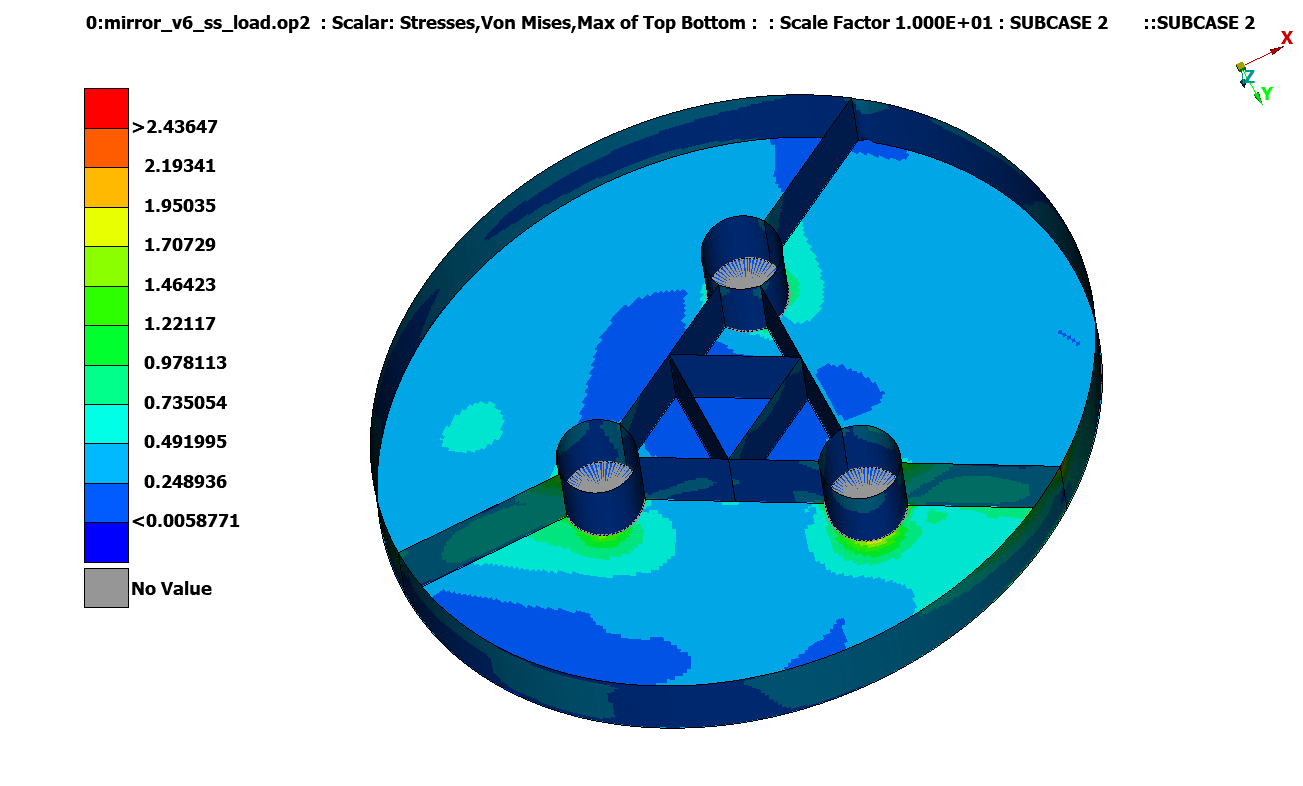 0:mirror_v6_ss_load.op2 : Scalar: Stresses,Von Mises,Max of Top Bottom : : Scale Factor 1.000E+01 : SUBCASE 2 ::SUBCASE 2
X
Z
Y
>2.43647
2.19341
1.95035
1.70729
1.46423
1.22117
0.978113
0.735054
0.491995
0.248936
<0.0058771
No Value